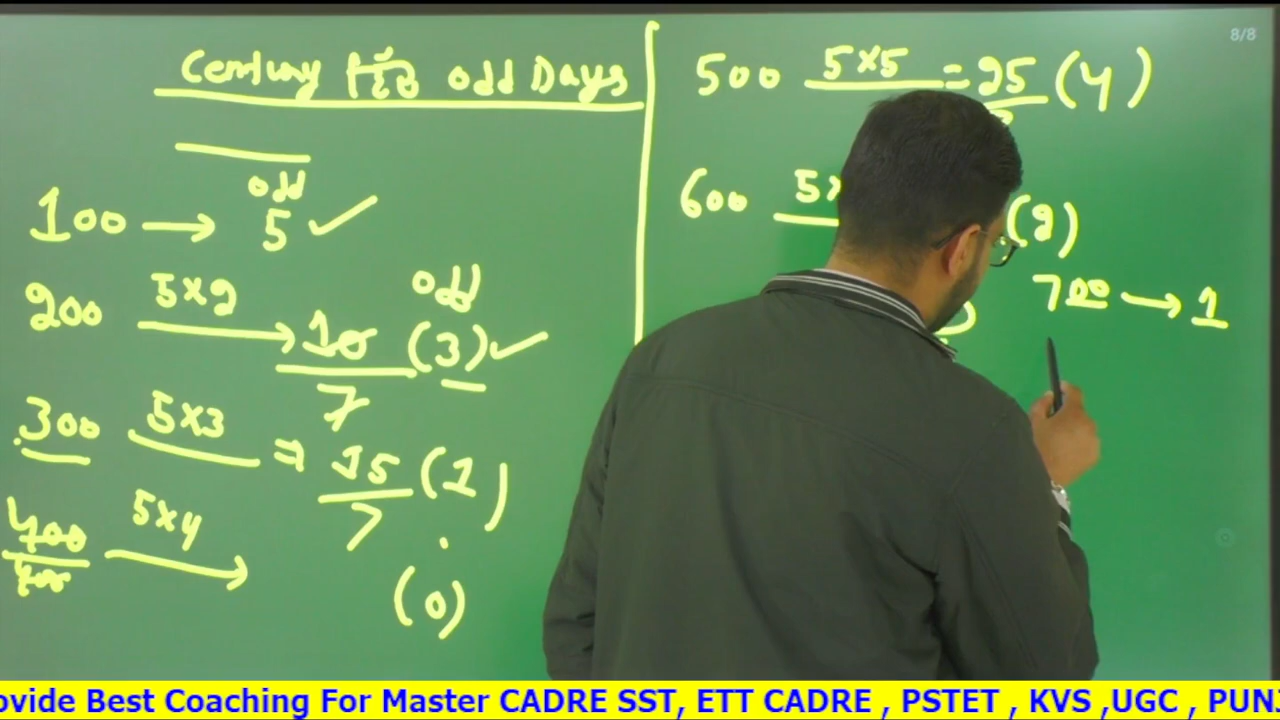 Century odd Days
odd
100 → 5 ✓
200 5×2 → 10/7 odd (3) ✓
300 5×3 = 15/7 (1)
400 5×4 → (0)
400
500 5×5 = 25 (4)
600 5× (2)
700 → 1
8/8
ovide Best Coaching For Master CADRE SST, ETT CADRE , PSTET , KVS ,UGC , PUN